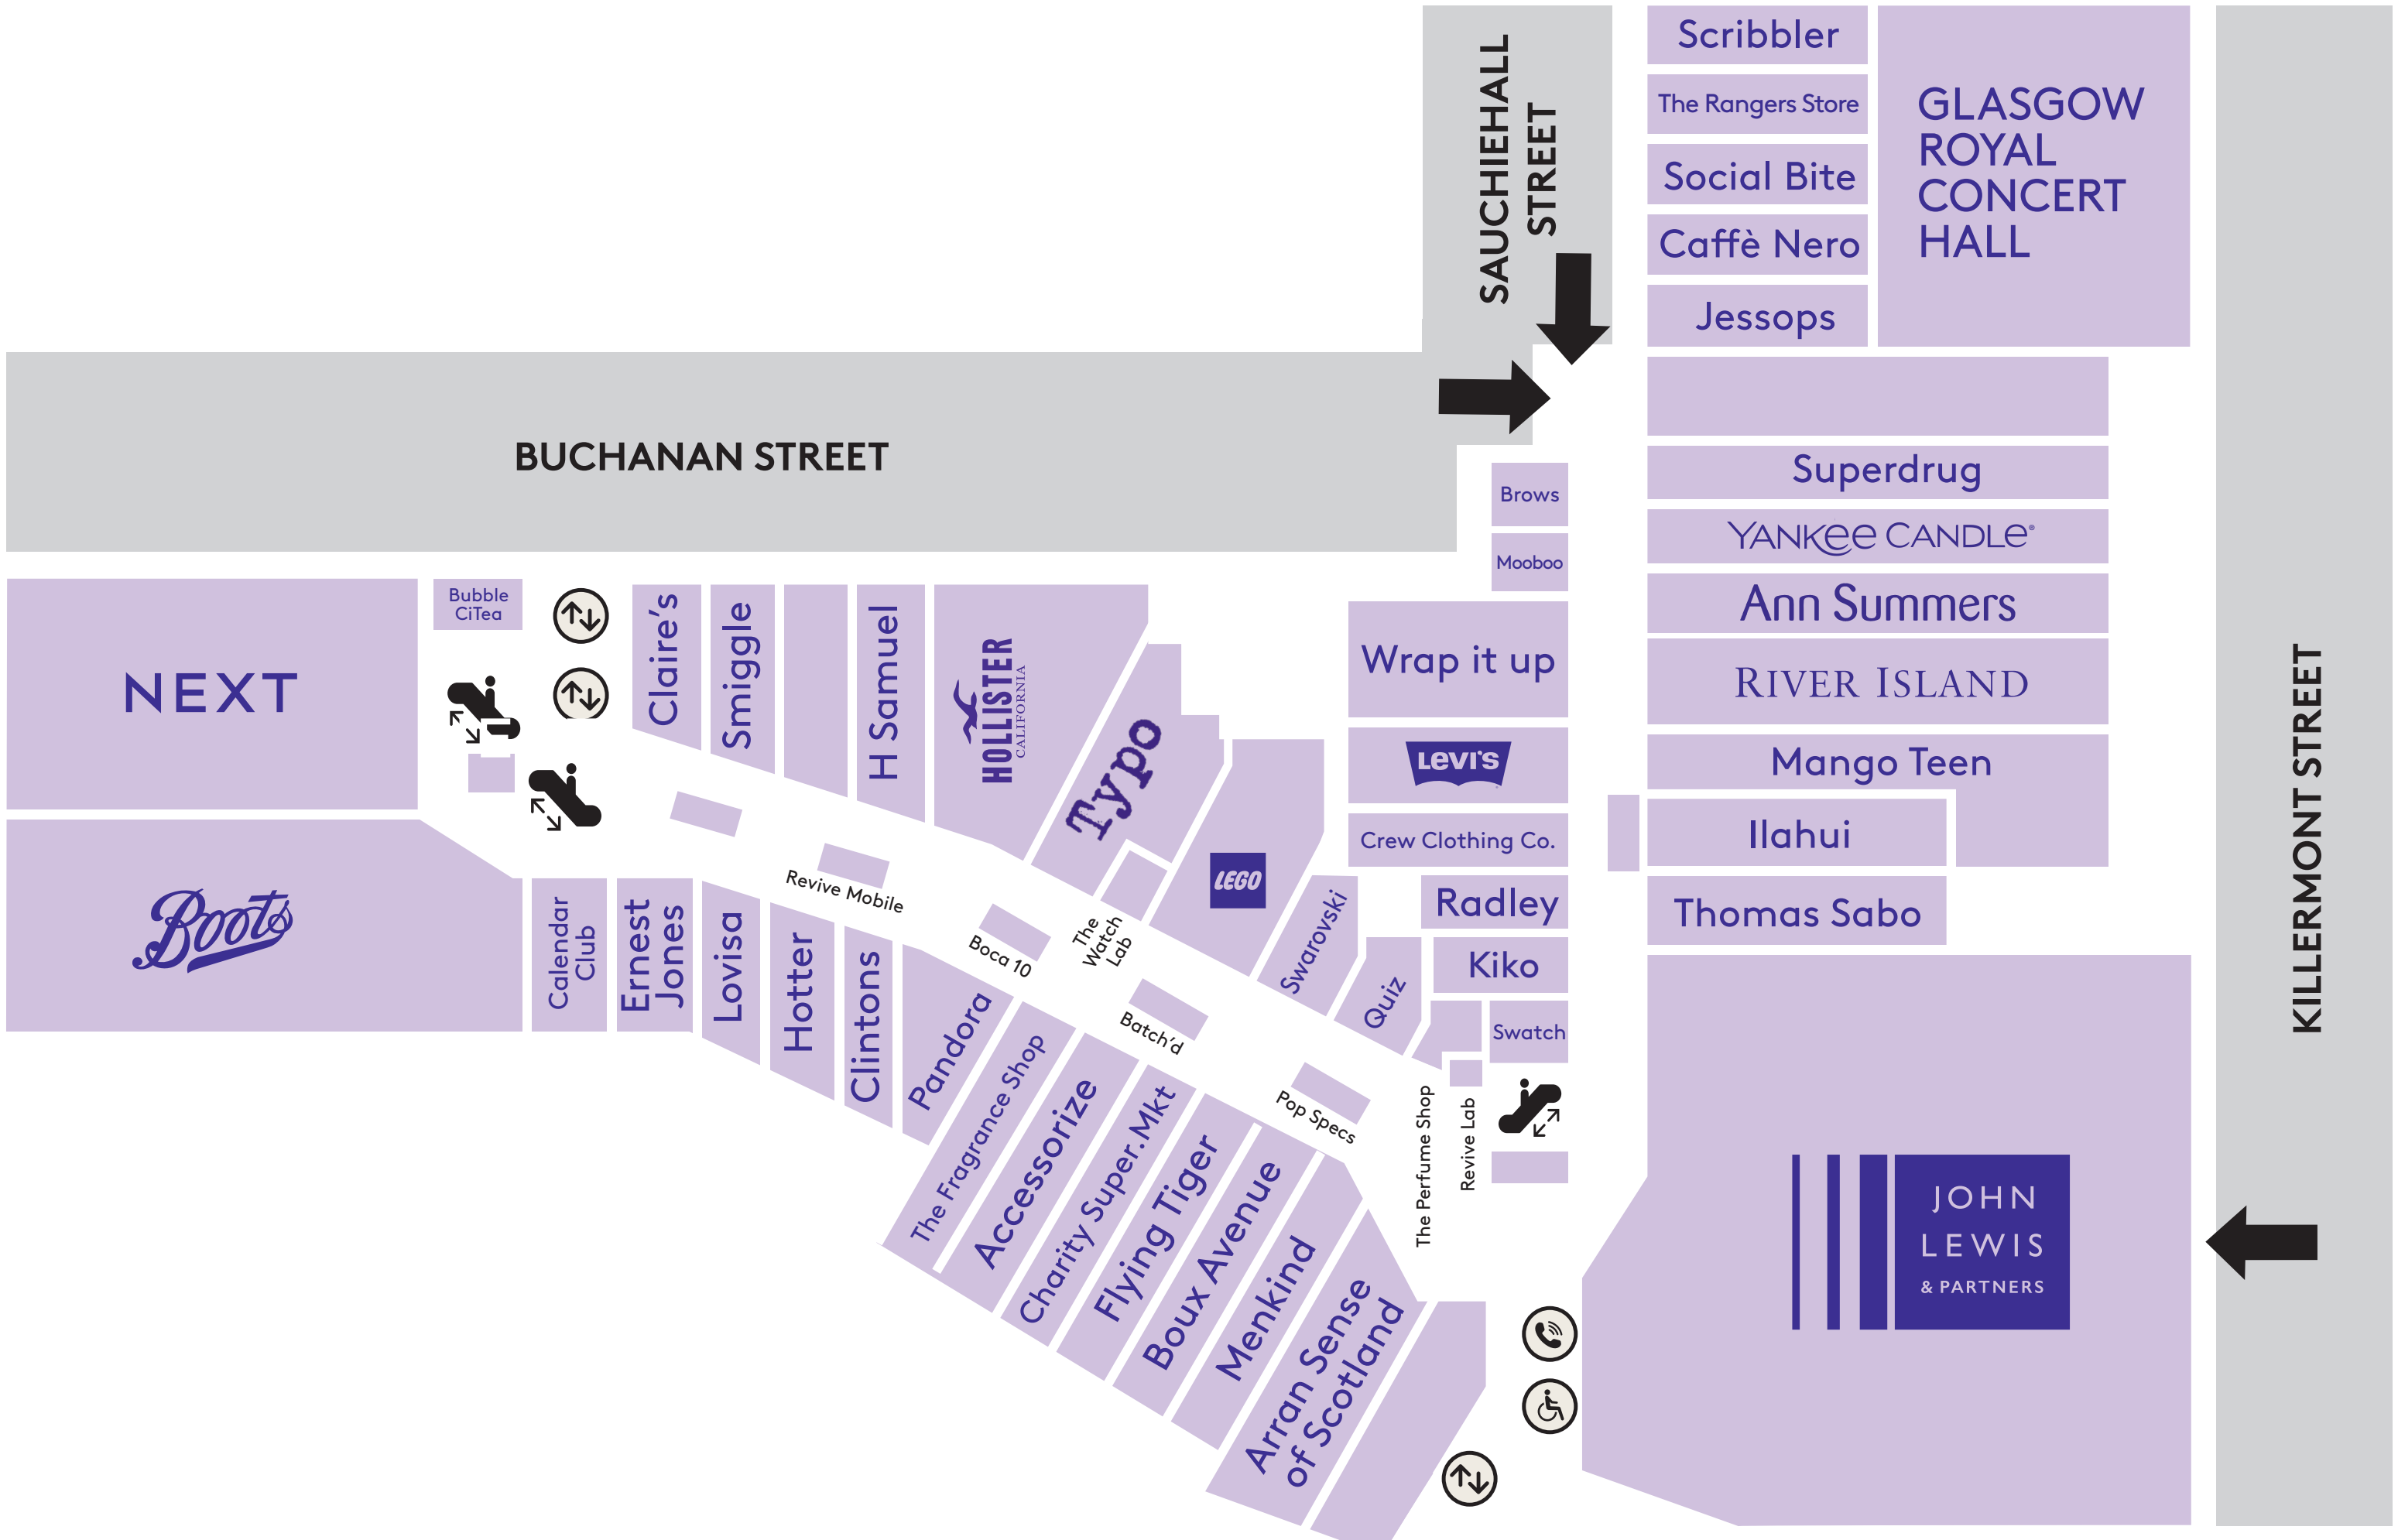 SAUCHIEHALL
STREET
Scribbler
The Rangers Store
Social Bite
Caffè Nero
Jessops
GLASGOW
ROYAL
CONCERT
HALL
BUCHANAN STREET
Brows
Mooboo
Superdrug
YANKEE CANDLE®
Ann Summers
RIVER ISLAND
Mango Teen
Ilahui
Thomas Sabo
KILLERMONT STREET
NEXT
Bubble
CiTea
Claire's
Smiggle
H Samuel
HOLLISTER
CALIFORNIA
Typo
LEGO
Wrap it up
LEVI'S
Crew Clothing Co.
Radley
Kiko
Swatch
Swarovski
Quiz
Boots
Calendar
Club
Ernest
Jones
Lovisa
Hotter
Clintons
Pandora
Revive Mobile
Boca 10
The
Watch
Lab
Batch'd
Pop Specs
The Perfume Shop
Revive Lab
The Fragrance Shop
Accessorize
Charity Super.Mkt
Flying Tiger
Boux Avenue
Menkind
Arran Sense
of Scotland
JOHN
LEWIS
& PARTNERS